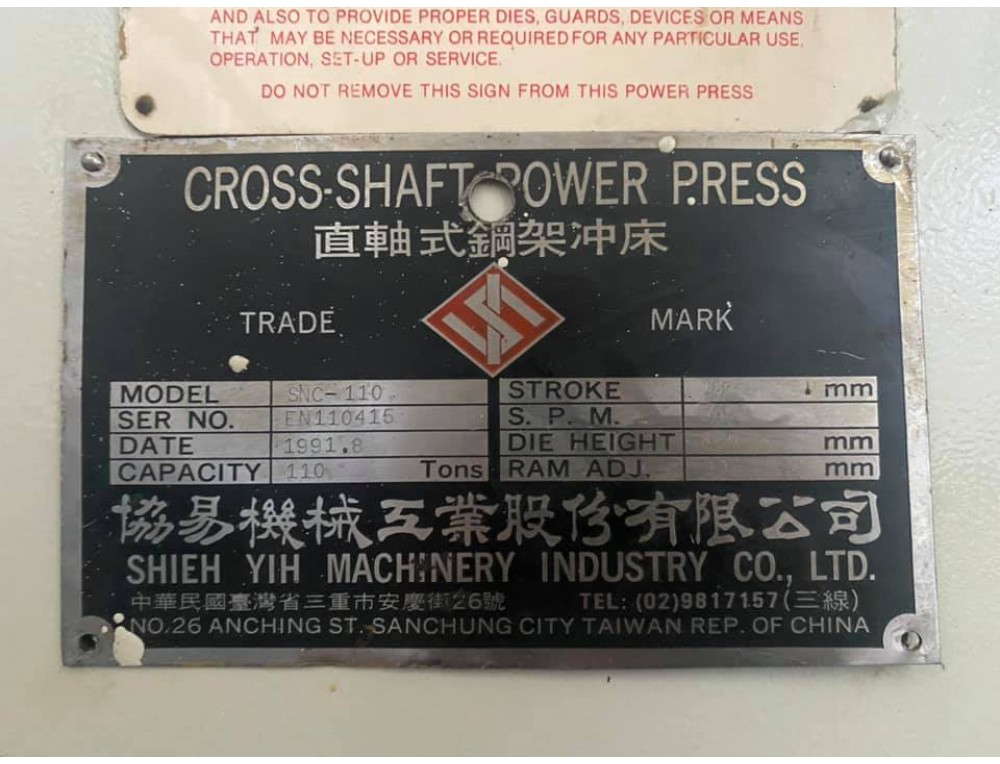 AND ALSO TO PROVIDE PROPER DIES, GUARDS, DEVICES OR MEANS
THAT MAY BE NECESSARY OR REQUIRED FOR ANY PARTICULAR USE,
OPERATION, SET-UP OR SERVICE.
DO NOT REMOVE THIS SIGN FROM THIS POWER PRESS
CROSS-SHAFT POWER PRESS
直軸式鋼架冲床
TRADE MARK
MODEL SNC-110 STROKE mm
SER NO. EN110415 S. P. M.
DATE 1991.8 DIE HEIGHT mm
CAPACITY 110 Tons RAM ADJ. mm
協易機械工業股份有限公司
SHIEH YIH MACHINERY INDUSTRY CO., LTD.
中華民國臺灣省三重市安慶街26號 TEL: (02)9817157(三線)
NO.26 ANCHING ST. SANCHUNG CITY TAIWAN REP. OF CHINA